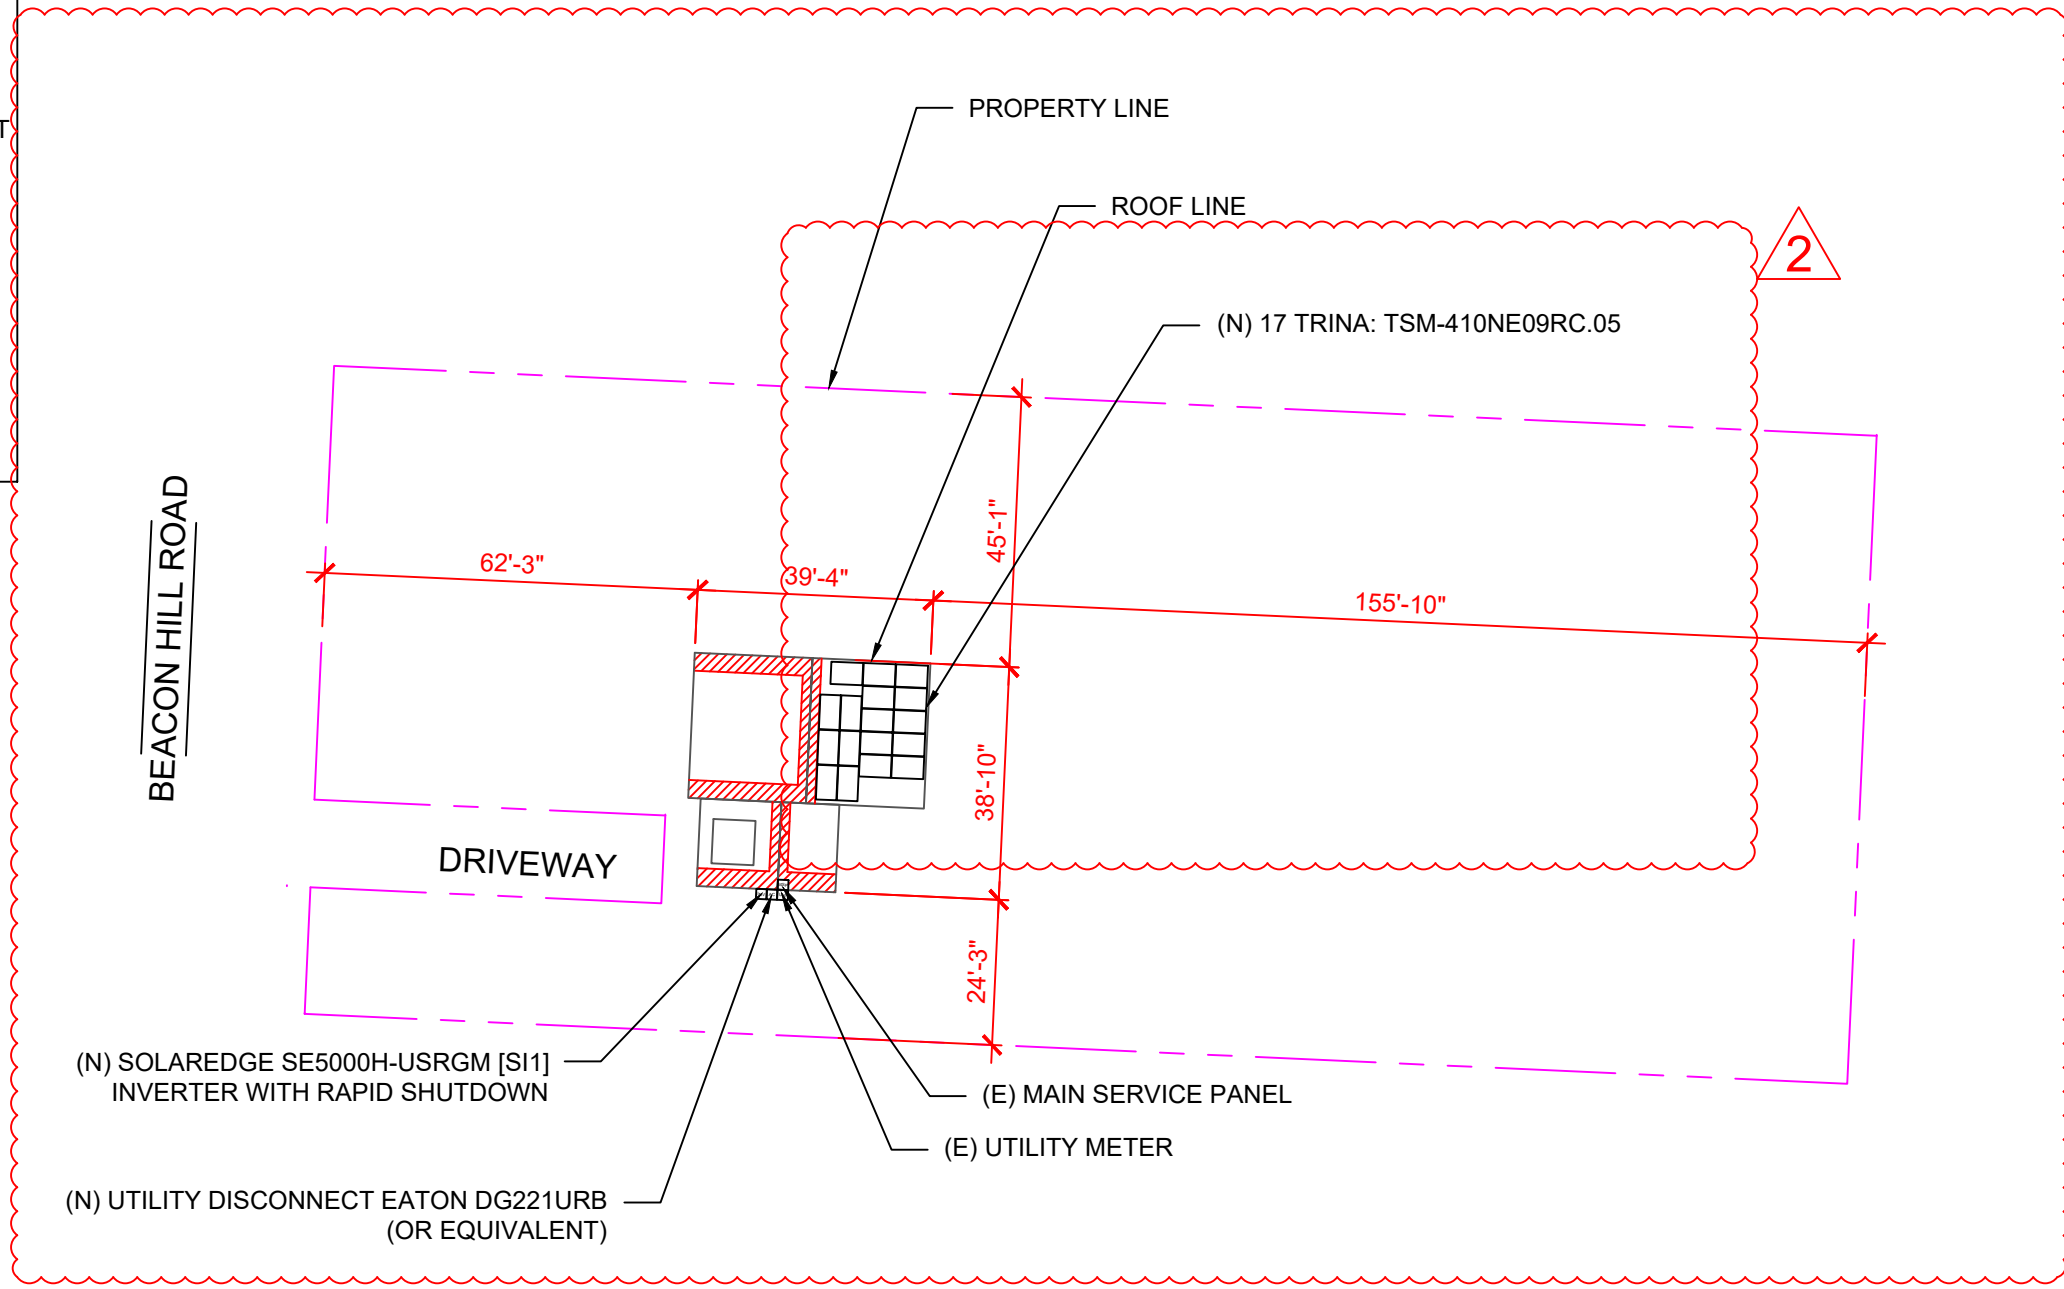 T
PROPERTY LINE
ROOF LINE
2
(N) 17 TRINA: TSM-410NE09RC.05
45'-1"
62'-3"
39'-4"
155'-10"
BEACON HILL ROAD
38'-10"
DRIVEWAY
24'-3"
(N) SOLAREDGE SE5000H-USRGM [SI1]
INVERTER WITH RAPID SHUTDOWN
(E) MAIN SERVICE PANEL
(E) UTILITY METER
(N) UTILITY DISCONNECT EATON DG221URB
(OR EQUIVALENT)